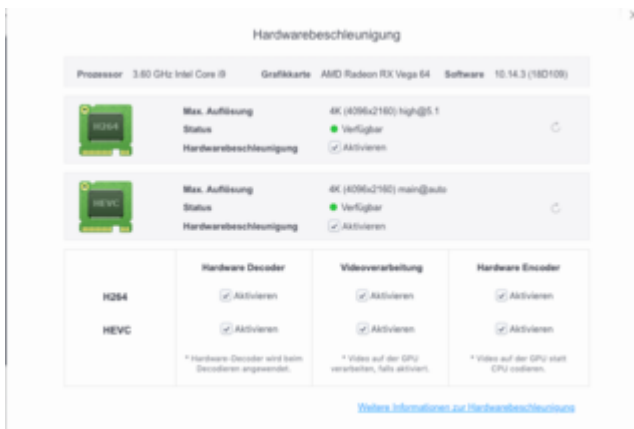 Hardwarebeschleunigung
Prozessor 3.60 GHz Intel Core i9 Grafikkarte AMD Radeon RX Vega 64 Software 10.14.3 (18D109)
H264
Max. Auflösung 4K (4096x2160) high@5.1
Status Verfügbar
Hardwarebeschleunigung Aktivieren
HEVC
Max. Auflösung 4K (4096x2160) main@auto
Status Verfügbar
Hardwarebeschleunigung Aktivieren
Hardware Decoder Videoverarbeitung Hardware Encoder
H264 Aktivieren Aktivieren Aktivieren
HEVC Aktivieren Aktivieren Aktivieren
* Hardware-Decoder wird beim * Video auf der GPU * Video auf der GPU statt
Decodieren angewendet. verarbeiten, falls aktiviert. CPU codieren.
Weitere Informationen zur Hardwarebeschleunigung